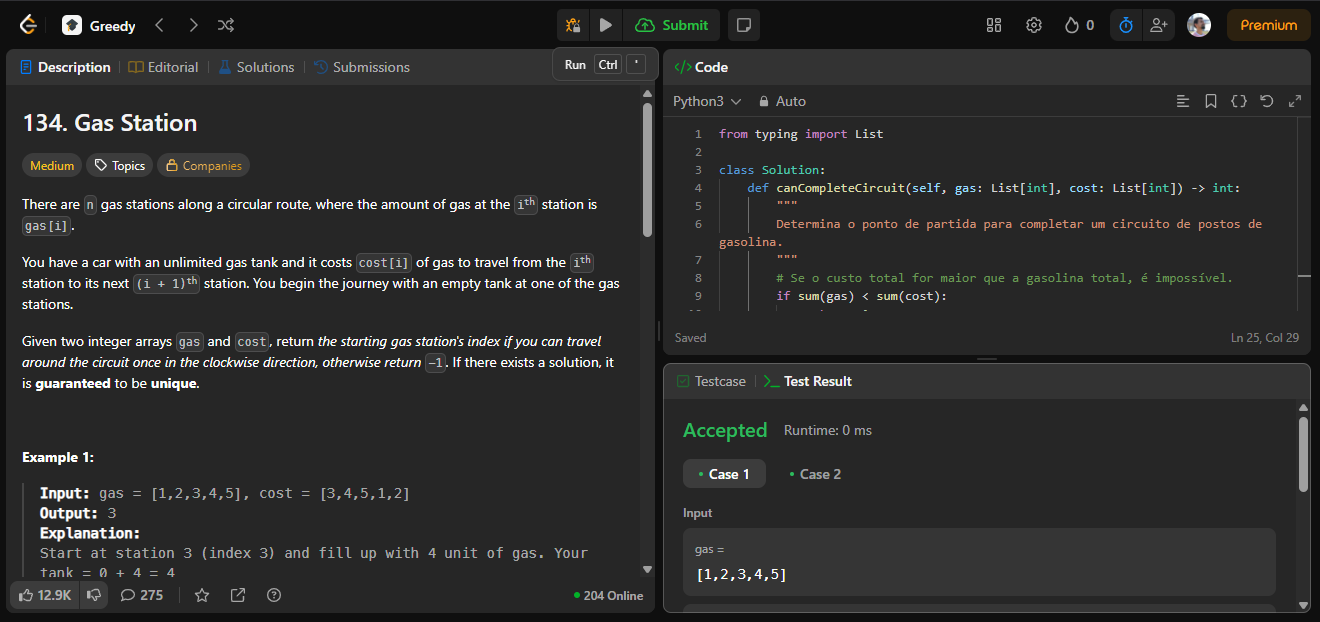 Greedy
Submit
0
Premium
Description
Editorial
Solutions
Submissions
Run Ctrl '
134. Gas Station
Medium
Topics
Companies
There are n gas stations along a circular route, where the amount of gas at the ith station is
gas[i].
You have a car with an unlimited gas tank and it costs cost[i] of gas to travel from the ith
station to its next (i + 1)th station. You begin the journey with an empty tank at one of the gas
stations.
Given two integer arrays gas and cost, return the starting gas station's index if you can travel
around the circuit once in the clockwise direction, otherwise return -1. If there exists a solution, it
is guaranteed to be unique.
Example 1:
Input: gas = [1,2,3,4,5], cost = [3,4,5,1,2]
Output: 3
Explanation:
Start at station 3 (index 3) and fill up with 4 unit of gas. Your
tank = 0 + 4 = 4
12.9K
275
204 Online
</> Code
Python3
Auto
1 from typing import List
2
3 class Solution:
4 def canCompleteCircuit(self, gas: List[int], cost: List[int]) -> int:
5 """
6 Determina o ponto de partida para completar um circuito de postos de
gasolina.
7 """
8 # Se o custo total for maior que a gasolina total, é impossível.
9 if sum(gas) < sum(cost):
Saved
Ln 25, Col 29
Testcase
>_ Test Result
Accepted
Runtime: 0 ms
Case 1
Case 2
Input
gas =
[1,2,3,4,5]